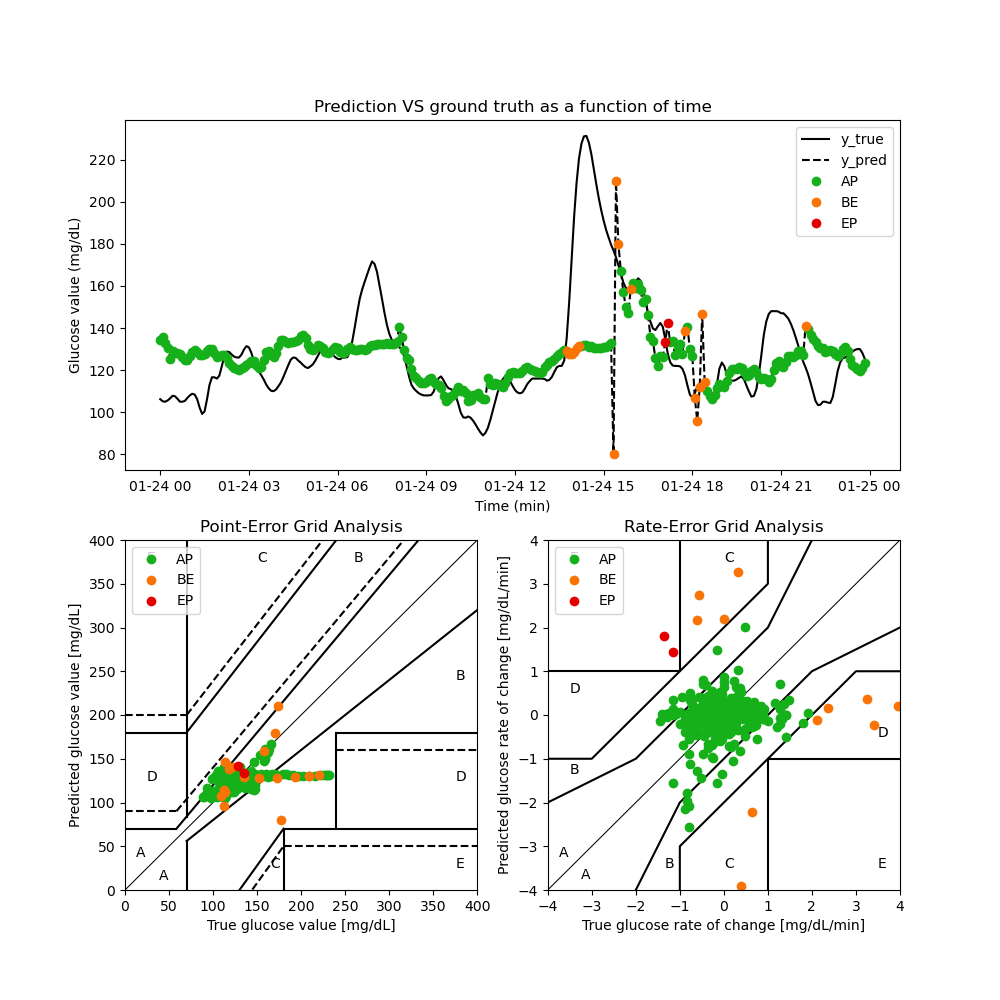 Prediction VS ground truth as a function of time
Glucose value (mg/dL)
220
200
180
160
140
120
100
80
y_true
y_pred
AP
BE
EP
01-24 00 01-24 03 01-24 06 01-24 09 01-24 12 01-24 15 01-24 18 01-24 21 01-25 00
Time (min)
Point-Error Grid Analysis
Predicted glucose value [mg/dL]
400
350
300
250
200
150
100
50
0
AP
BE
EP
C
B
B
D
D
A
A
C
E
0 50 100 150 200 250 300 350 400
True glucose value [mg/dL]
Rate-Error Grid Analysis
Predicted glucose rate of change [mg/dL/min]
4
3
2
1
0
−1
−2
−3
−4
AP
BE
EP
C
D
D
B
A
A
B
C
E
−4 −3 −2 −1 0 1 2 3 4
True glucose rate of change [mg/dL/min]